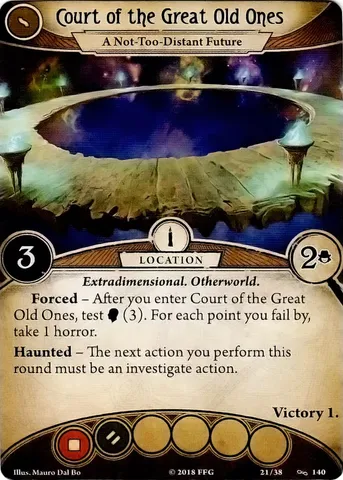 Court of the Great Old Ones
A Not-Too-Distant Future
3
LOCATION
2
Extradimensional. Otherworld.
Forced – After you enter Court of the Great
Old Ones, test (3). For each point you fail by,
take 1 horror.
Haunted – The next action you perform this
round must be an investigate action.
Victory 1.
Illus. Mauro Dal Bo
© 2018 FFG
21/38
140